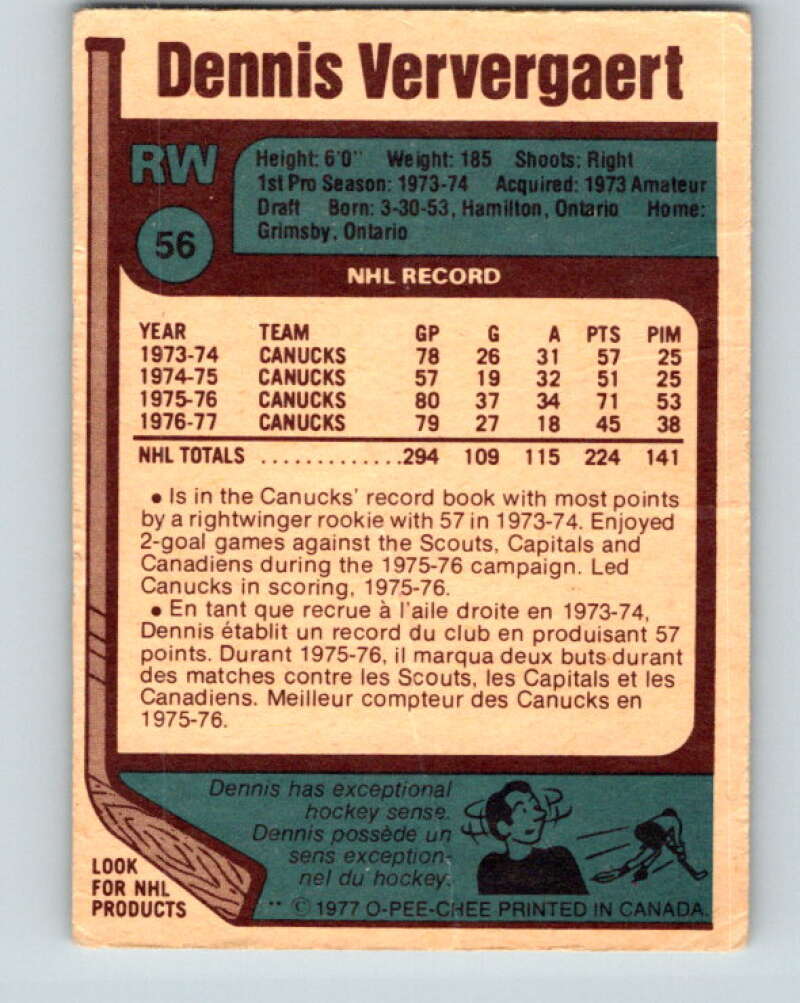 Dennis Ververgaert
RW
56
Height: 6'0" Weight: 185 Shoots: Right
1st Pro Season: 1973-74 Acquired: 1973 Amateur
Draft Born: 3-30-53, Hamilton, Ontario Home:
Grimsby, Ontario
NHL RECORD
YEAR TEAM GP G A PTS PIM
1973-74 CANUCKS 78 26 31 57 25
1974-75 CANUCKS 57 19 32 51 25
1975-76 CANUCKS 80 37 34 71 53
1976-77 CANUCKS 79 27 18 45 38
NHL TOTALS .............294 109 115 224 141
• Is in the Canucks' record book with most points
by a rightwinger rookie with 57 in 1973-74. Enjoyed
2-goal games against the Scouts, Capitals and
Canadiens during the 1975-76 campaign. Led
Canucks in scoring, 1975-76.
• En tant que recrue à l'aile droite en 1973-74,
Dennis établit un record du club en produisant 57
points. Durant 1975-76, il marqua deux buts durant
des matches contre les Scouts, les Capitals et les
Canadiens. Meilleur compteur des Canucks en
1975-76.
Dennis has exceptional
hockey sense.
Dennis possède un
sens exception-
nel du hockey.
LOOK
FOR NHL
PRODUCTS
** © 1977 O-PEE-CHEE PRINTED IN CANADA.